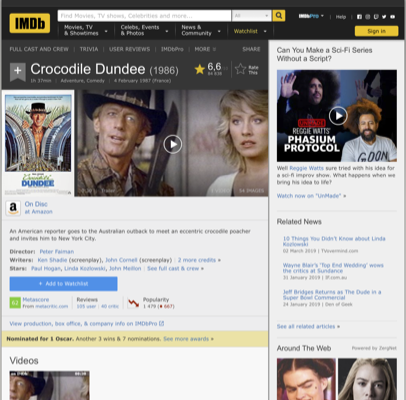 IMDb
Find Movies, TV shows, Celebrities and more...
All
IMDbPro
Help
Movies, TV
& Showtimes
Celebs, Events
& Photos
News &
Community
Watchlist
Sign in
FULL CAST AND CREW | TRIVIA | USER REVIEWS | IMDbPro | MORE
SHARE
Crocodile Dundee (1986)
6,6
Rate
This
1h 37min | Adventure, Comedy | 4 February 1987 (France)
DUNDEE
On Disc
at Amazon
An American reporter goes to the Australian outback to meet an eccentric crocodile poacher
and invites him to New York City.
Director: Peter Faiman
Writers: Ken Shadie (screenplay), John Cornell (screenplay) | 2 more credits »
Stars: Paul Hogan, Linda Kozlowski, John Meillon | See full cast & crew »
+ Add to Watchlist
Metascore
From metacritic.com
Reviews
109 user | 40 critic
Popularity
1 479
View production, box office, & company info on IMDbPro
Nominated for 1 Oscar. Another 3 wins & 7 nominations. See more awards »
Videos
Can You Make a Sci-Fi Series
Without a Script?
REGGIE WATTS'
PHASIUM
PROTOCOL
Well Reggie Watts sure tried with his idea for
a sci-fi improv show. What happens when we
bring his idea to life?
Watch now on "UnMade" »
Related News
10 Things You Didn't Know about Linda
Kozlowski
02 March 2019 | TVovermind.com
Wayne Blair's 'Top End Wedding' wows
the critics at Sundance
31 January 2019 | IF.com.au
Jeff Bridges Returns as The Dude in a
Super Bowl Commercial
24 January 2019 | Den of Geek
See all related articles »
Around The Web
Powered by ZergNet